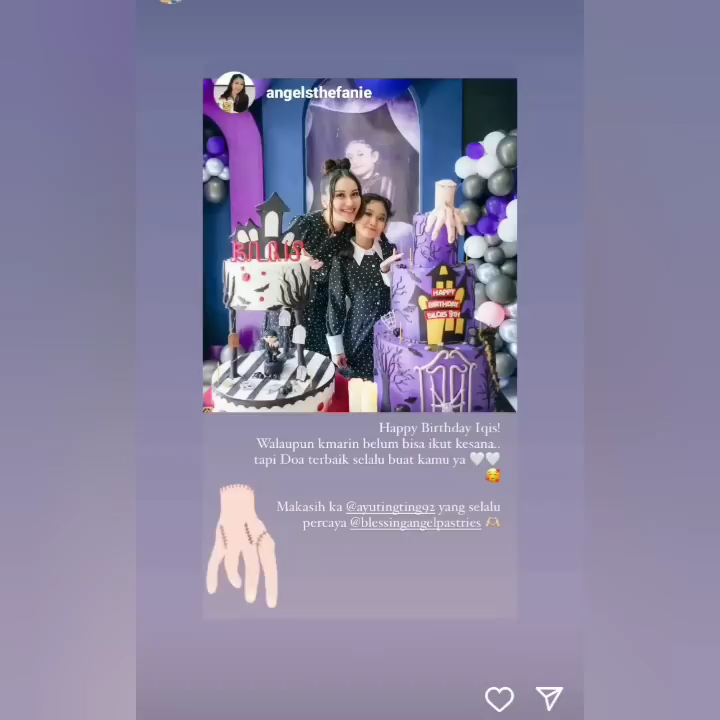 angelsthefanie
BILQIS
HAPPY
BIRTHDAY
BILQIS 9TH
Happy Birthday Iqis!
Walaupun kmarin belum bisa ikut kesana..
tapi Doa terbaik selalu buat kamu ya 🤍🤍
🥰
Makasih ka @ayutingting92 yang selalu
percaya @blessingangelpastries 🫶